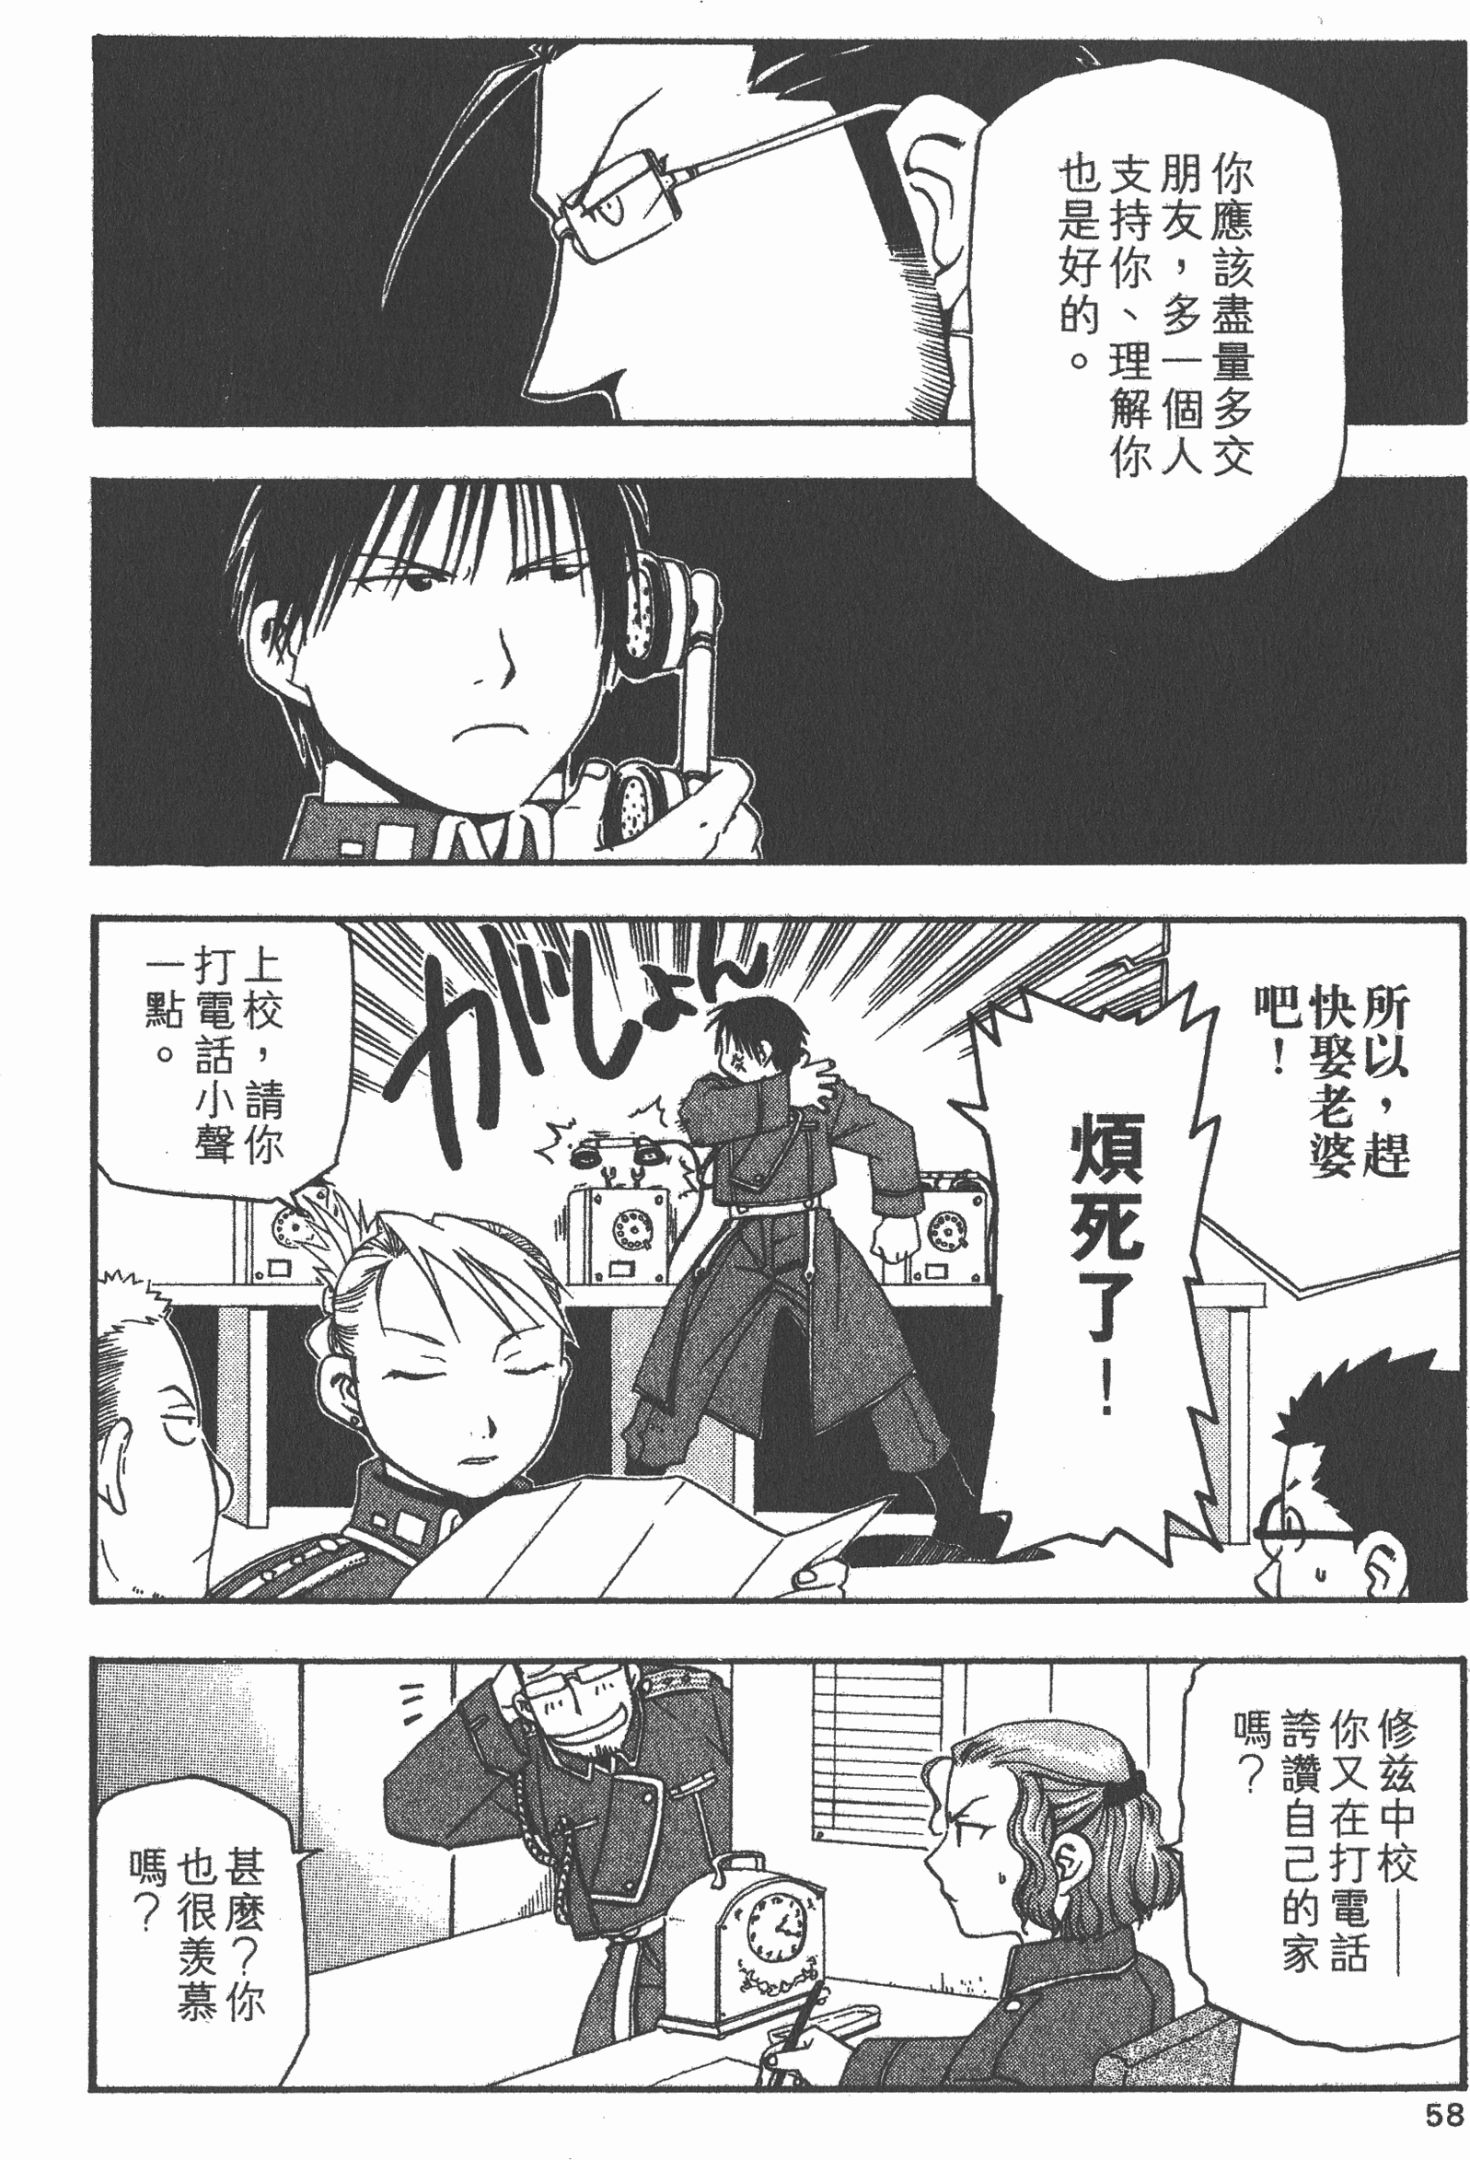 你應該盡量多交
朋友，多一個人
支持你、理解你
也是好的。
所以，趕
快娶老婆
吧！
煩死了！
がしょん
上校，請你
打電話小聲
一點。
修茲中校——
你又在打電話
誇讚自己的家
嗎？
甚麼？你
也很羨慕
嗎？
58